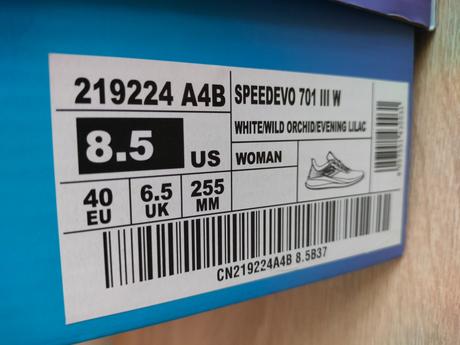 219224 A4B
SPEEDEVO 701 III W
WHITE/WILD ORCHID/EVENING LILAC
8.5 US
WOMAN
40 EU
6.5 UK
255 MM
CN219224A4B 8.5B37